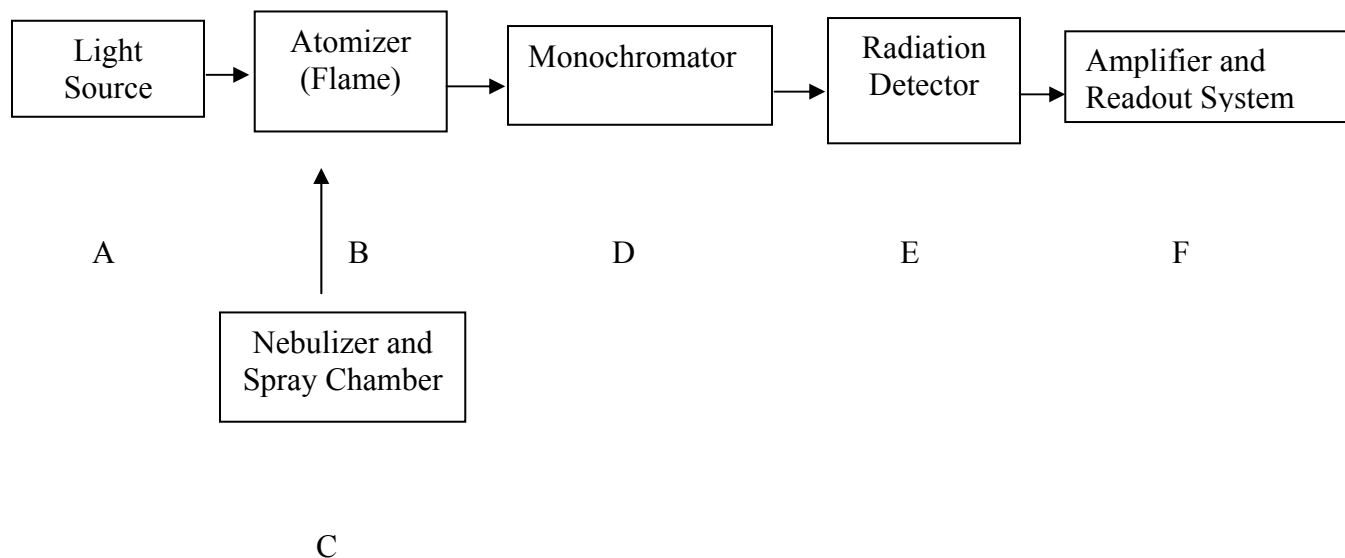 Light
Source
Atomizer
(Flame)
Monochromator
Radiation
Detector
Amplifier and
Readout System
A
B
D
E
F
Nebulizer and
Spray Chamber
C